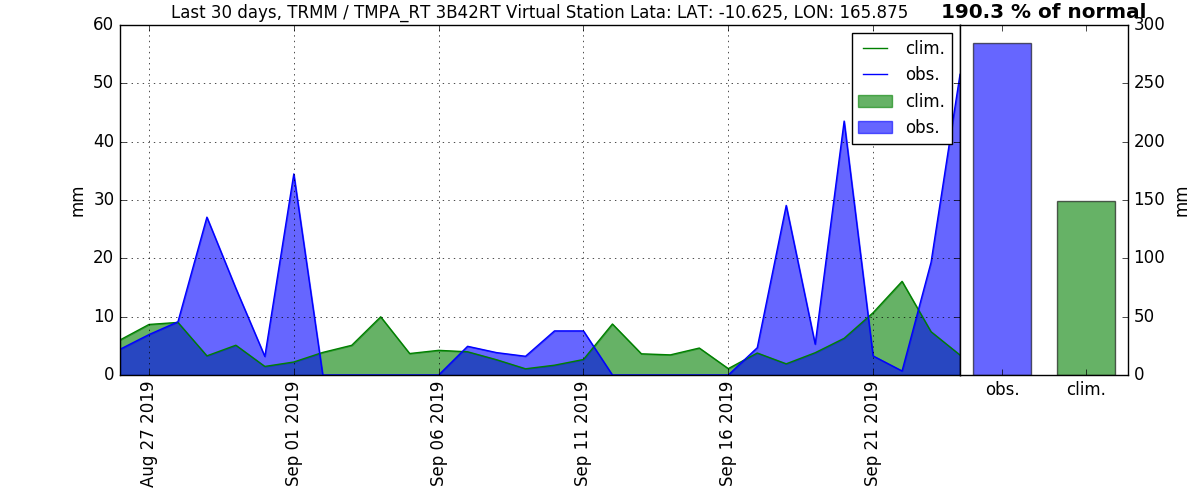 Last 30 days, TRMM / TMPA_RT 3B42RT Virtual Station Lata: LAT: -10.625, LON: 165.875
190.3 % of normal
60
50
40
30
20
10
0
mm
clim.
obs.
clim.
obs.
300
250
200
150
100
50
0
mm
Aug 27 2019
Sep 01 2019
Sep 06 2019
Sep 11 2019
Sep 16 2019
Sep 21 2019
obs.
clim.